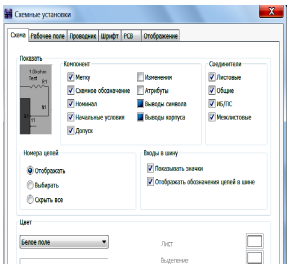 Схемные установки
Схема Рабочее поле Проводник Шрифт PCB Отображение
Показать
Компонент
Соединители
Метку
Изменения
Листовые
Схемное обозначение
Атрибуты
Общие
Номинал
Выводы символа
ИБ/ПС
Начальные условия
Выводы корпуса
Межлистовые
Допуск
Номера цепей
Входы в шину
Отображать
Показывать значки
Выбирать
Отображать обозначения цепей в шине
Скрыть все
Цвет
Белое поле
Лист
Выделение